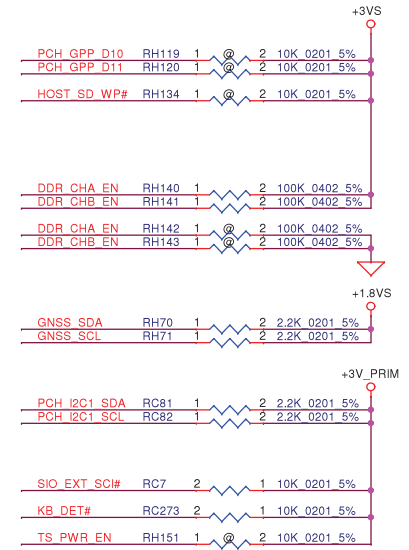 +3VS
PCH_GPP_D10 RH119 1 @ 2 10K_0201_5%
PCH_GPP_D11 RH120 1 @ 2 10K_0201_5%
HOST_SD_WP# RH134 1 @ 2 10K_0201_5%
DDR_CHA_EN RH140 1 2 100K_0402_5%
DDR_CHB_EN RH141 1 2 100K_0402_5%
DDR_CHA_EN RH142 1 @ 2 100K_0402_5%
DDR_CHB_EN RH143 1 @ 2 100K_0402_5%
+1.8VS
GNSS_SDA RH70 1 2 2.2K_0201_5%
GNSS_SCL RH71 1 2 2.2K_0201_5%
+3V_PRIM
PCH_I2C1_SDA RC81 1 2 2.2K_0201_5%
PCH_I2C1_SCL RC82 1 2 2.2K_0201_5%
SIO_EXT_SCI# RC7 2 1 10K_0201_5%
KB_DET# RC273 2 1 10K_0201_5%
TS_PWR_EN RH151 1 @ 2 10K_0201_5%